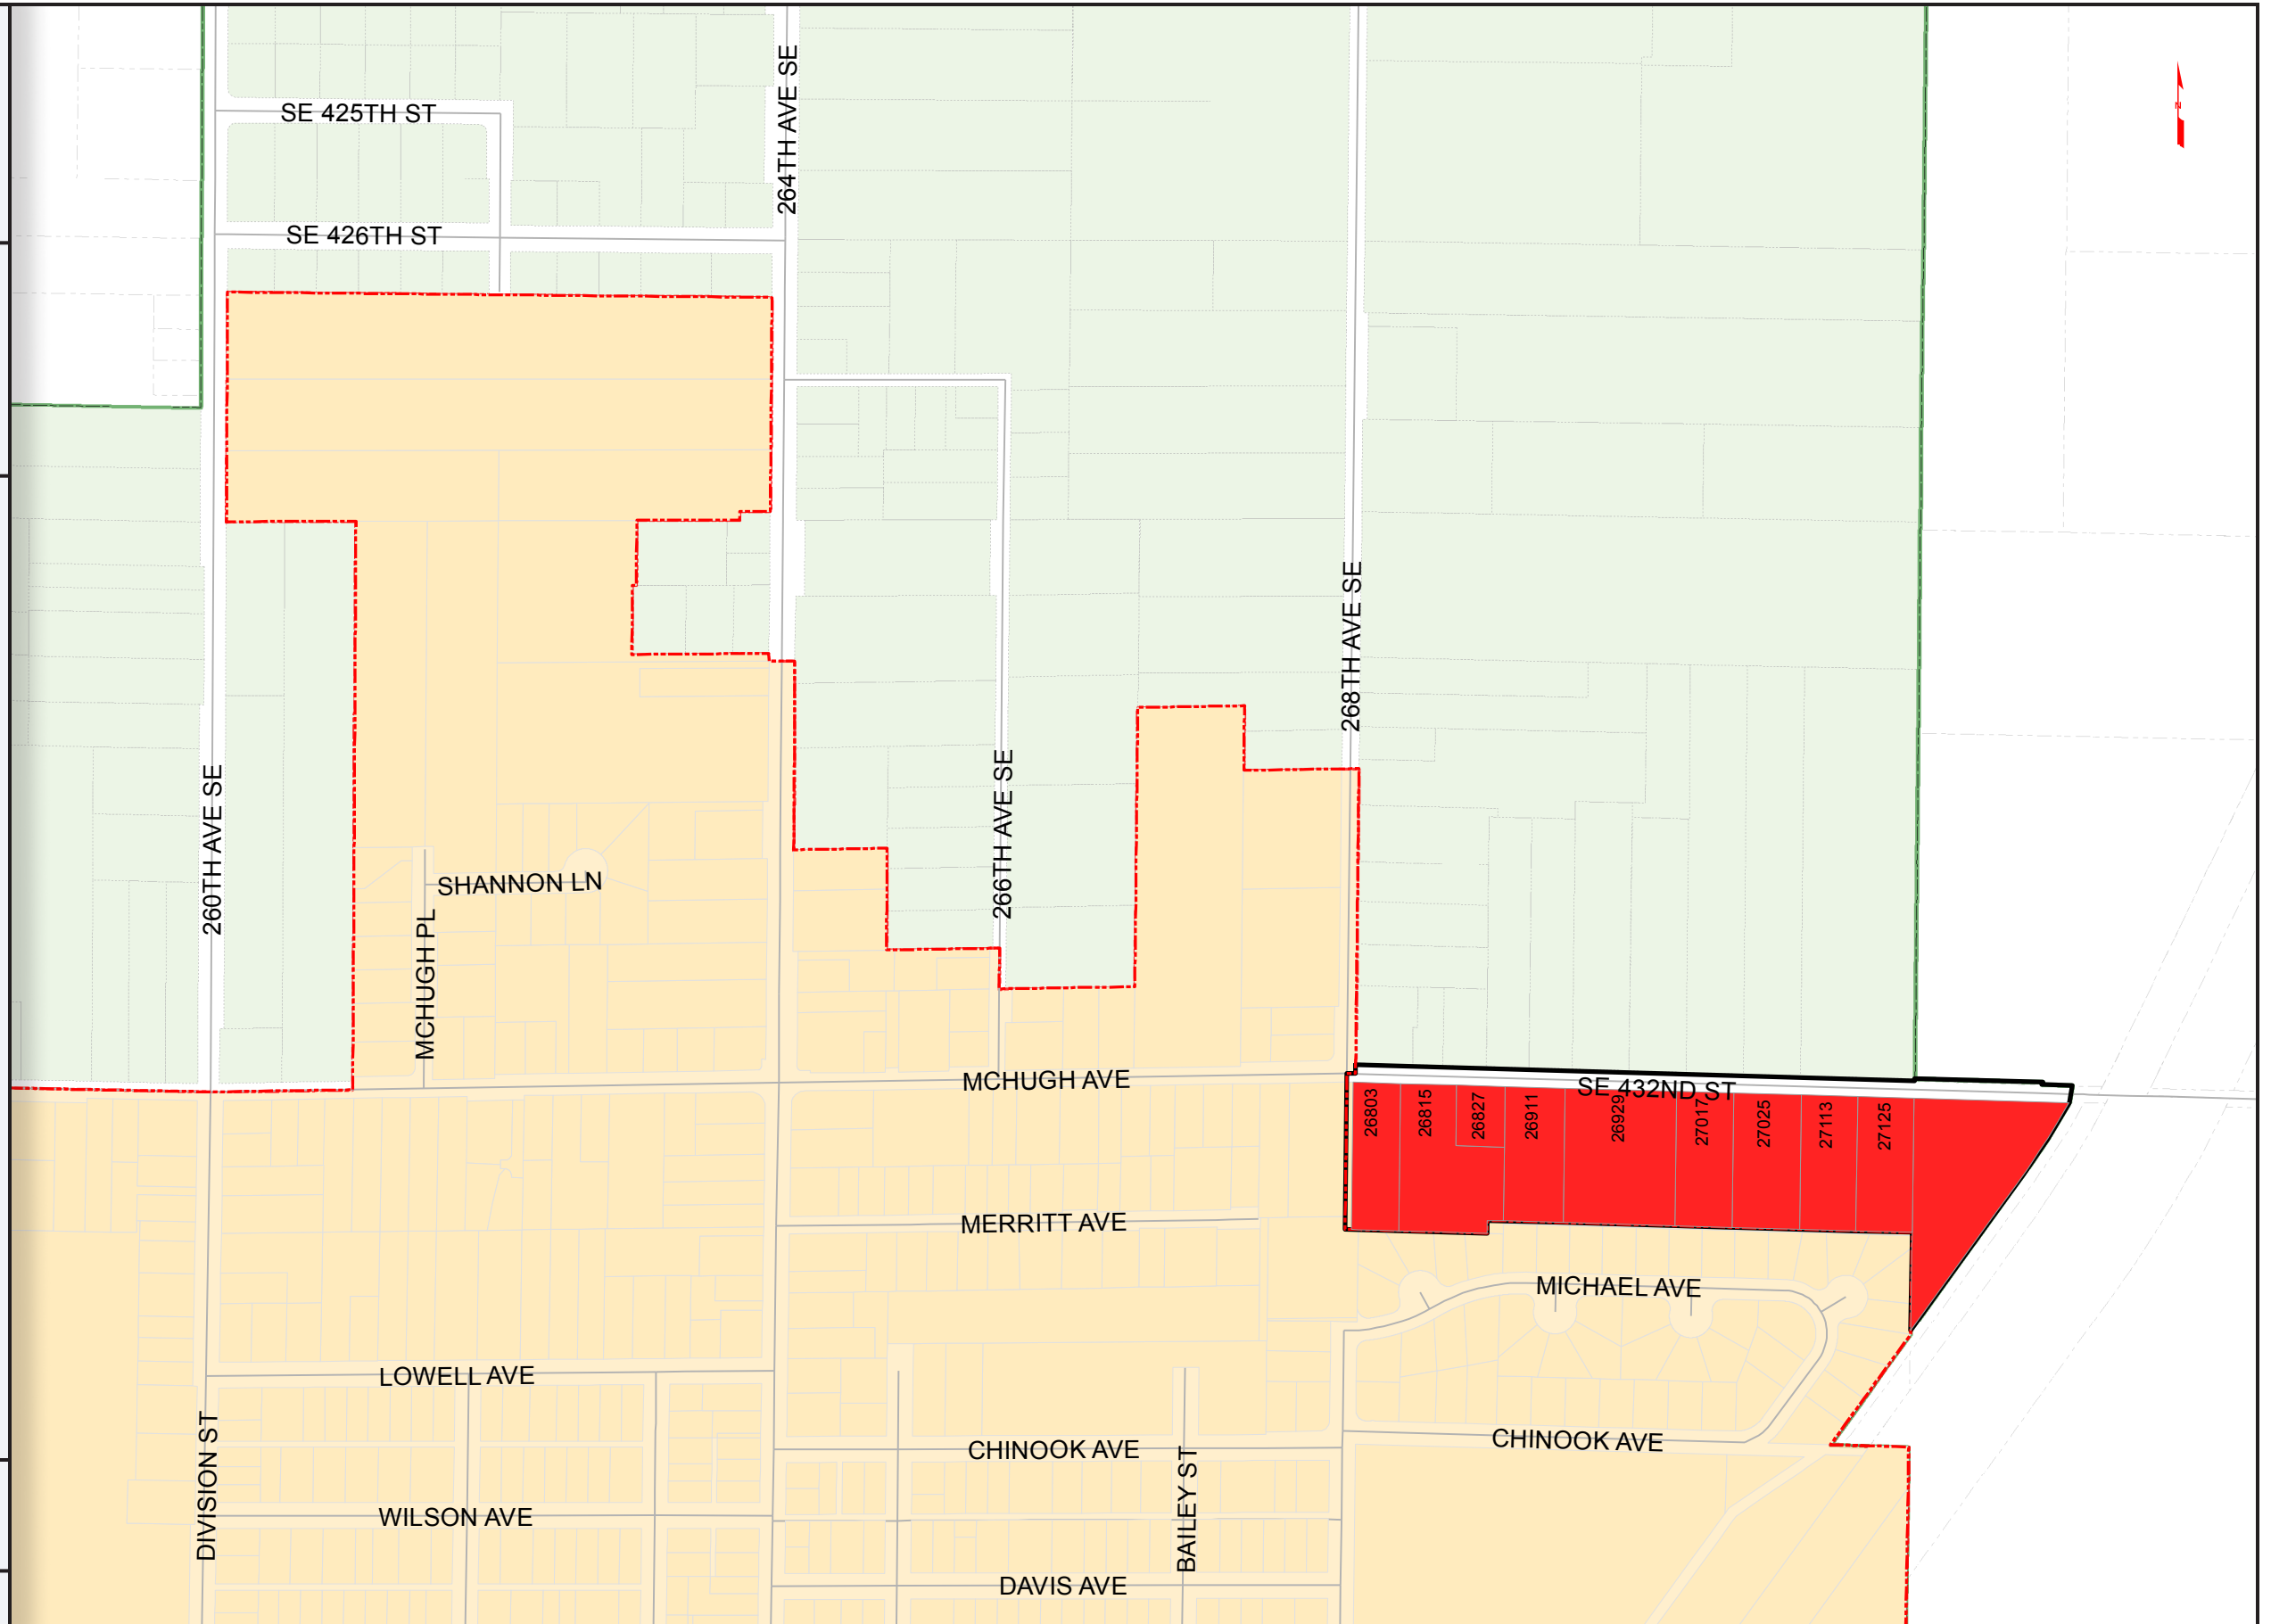 264TH AVE SE
SE 425TH ST
SE 426TH ST
268TH AVE SE
260TH AVE SE
266TH AVE SE
SHANNON LN
MCHUGH PL
MCHUGH AVE
SE 432ND ST
26803
26815
26827
26911
26929
27017
27025
27113
27125
MERRITT AVE
MICHAEL AVE
LOWELL AVE
DIVISION ST
CHINOOK AVE
CHINOOK AVE
BAILEY ST
WILSON AVE
DAVIS AVE